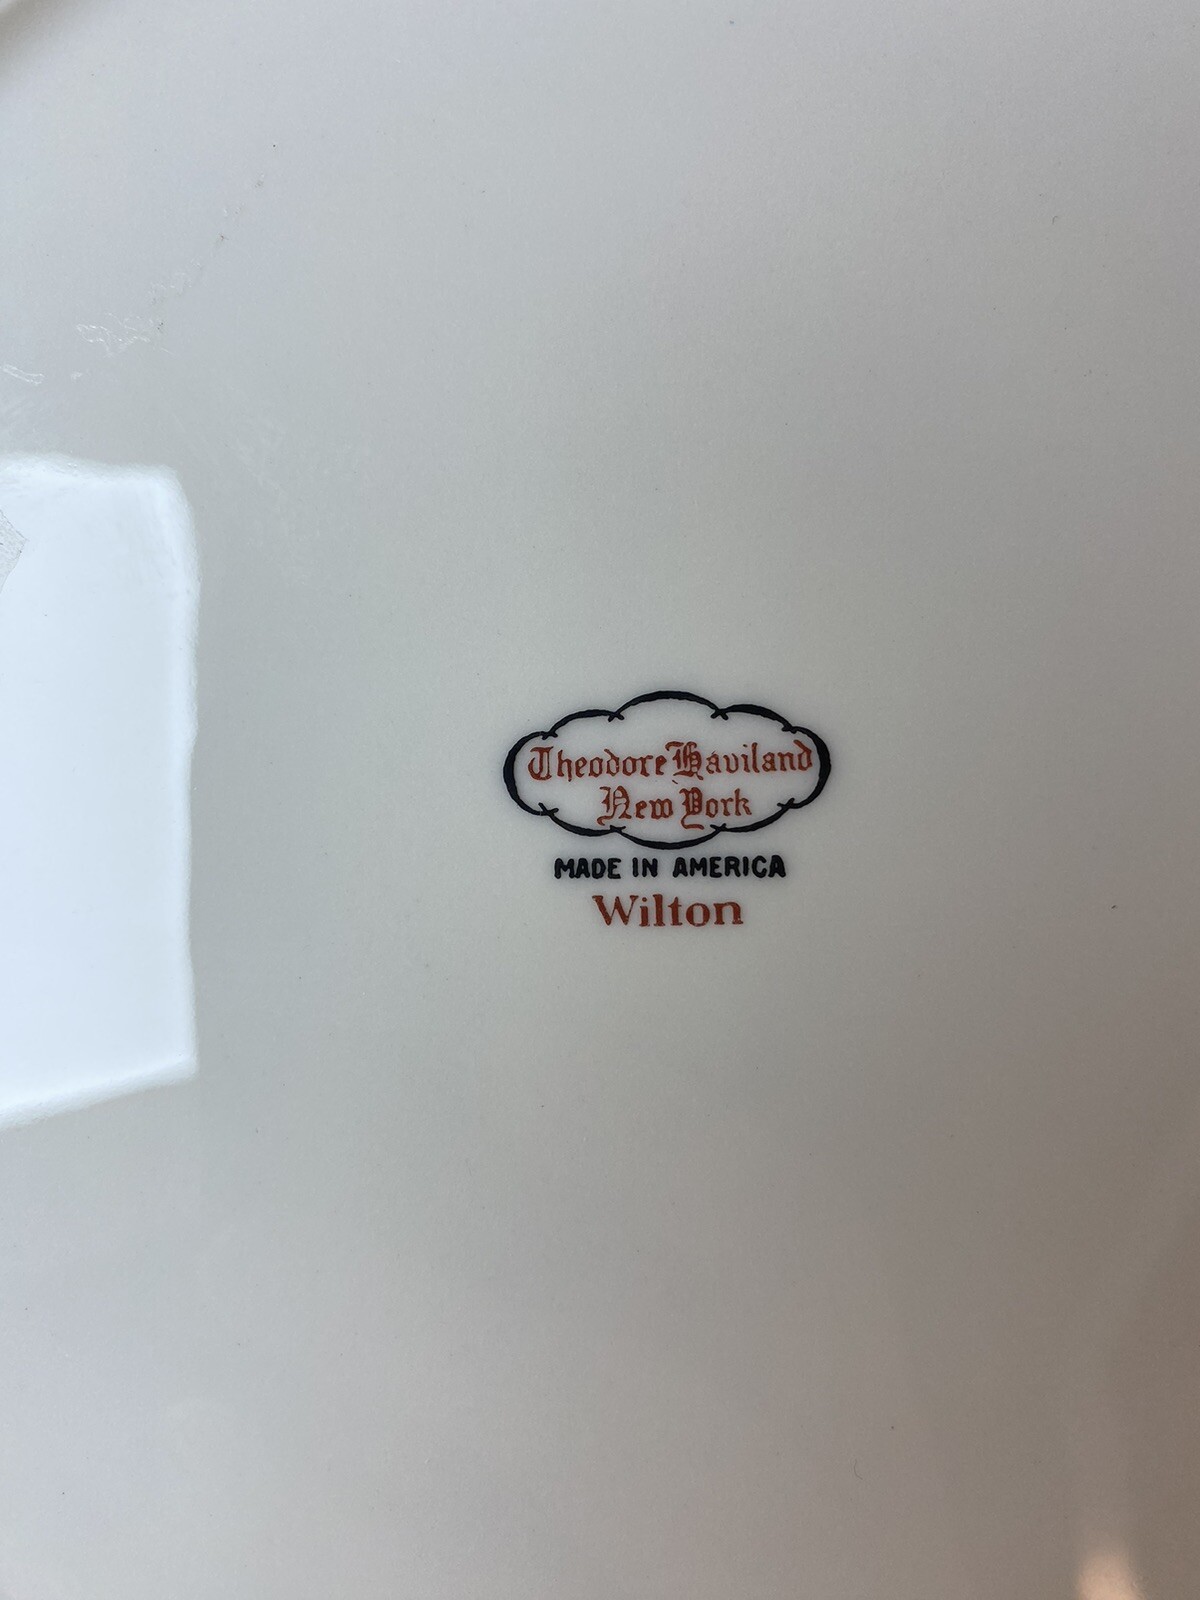 Theodore Haviland
New York
MADE IN AMERICA
Wilton